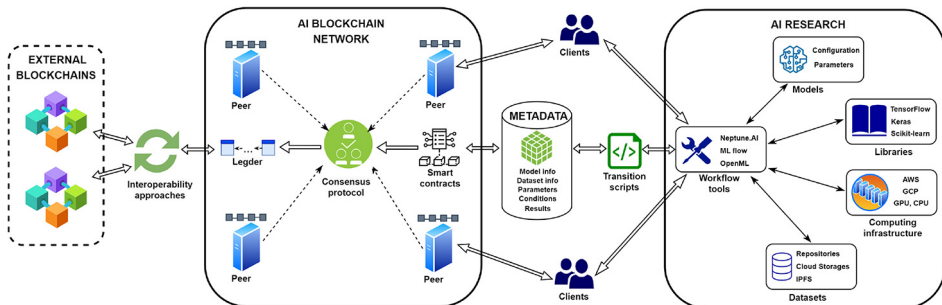 EXTERNAL
BLOCKCHAINS
Interoperability
approaches
AI BLOCKCHAIN
NETWORK
Peer
Peer
Legder
...
Consensus
protocol
Smart
contracts
Peer
Peer
Clients
METADATA
Model info
Dataset info
Parameters
Conditions
Results
</>
Transition
scripts
Clients
AI RESEARCH
Configuration
Parameters
Models
Neptune.AI
ML flow
OpenML
Workflow
tools
TensorFlow
Keras
Scikit-learn
Libraries
AWS
GCP
GPU, CPU
Computing
infrastructure
Repositories
Cloud Storages
IPFS
Datasets